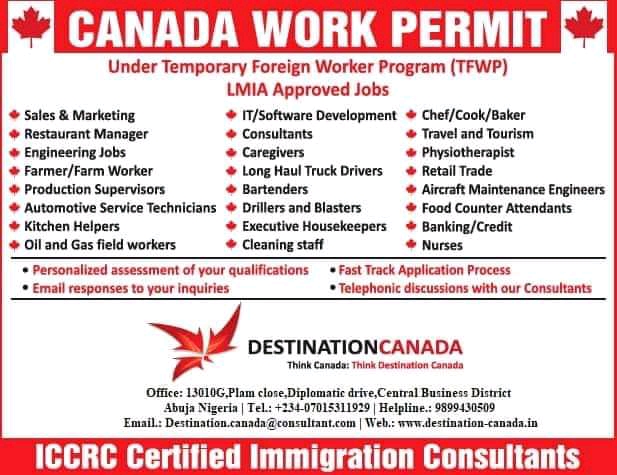 CANADA WORK PERMIT
Under Temporary Foreign Worker Program (TFWP)
LMIA Approved Jobs
Sales & Marketing
Restaurant Manager
Engineering Jobs
Farmer/Farm Worker
Production Supervisors
Automotive Service Technicians
Kitchen Helpers
Oil and Gas field workers
IT/Software Development
Consultants
Caregivers
Long Haul Truck Drivers
Bartenders
Drillers and Blasters
Executive Housekeepers
Cleaning staff
Chef/Cook/Baker
Travel and Tourism
Physiotherapist
Retail Trade
Aircraft Maintenance Engineers
Food Counter Attendants
Banking/Credit
Nurses
• Personalized assessment of your qualifications
• Email responses to your inquiries
• Fast Track Application Process
• Telephonic discussions with our Consultants
DESTINATIONCANADA
Think Canada: Think Destination Canada
Office: 13010G,Plam close,Diplomatic drive,Central Business District
Abuja Nigeria | Tel.: +234-07015311929 | Helpline.: 9899430509
Email.: Destination.canada@consultant.com | Web.: www.destination-canada.in
ICCRC Certified Immigration Consultants